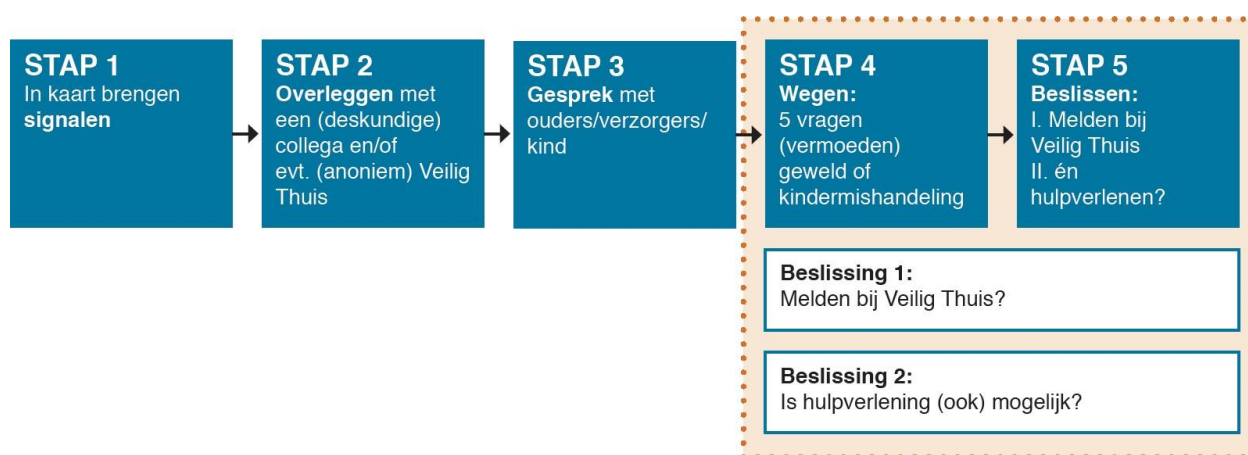 STAP 1
In kaart brengen
signalen
STAP 2
Overleggen met
een (deskundige)
collega en/of
evt. (anoniem) Veilig
Thuis
STAP 3
Gesprek met
ouders/verzorgers/
kind
STAP 4
Wegen:
5 vragen
(vermoeden)
geweld of
kindermishandeling
STAP 5
Beslissen:
I. Melden bij
Veilig Thuis
II. én
hulpverlenen?
Beslissing 1:
Melden bij Veilig Thuis?
Beslissing 2:
Is hulpverlening (ook) mogelijk?